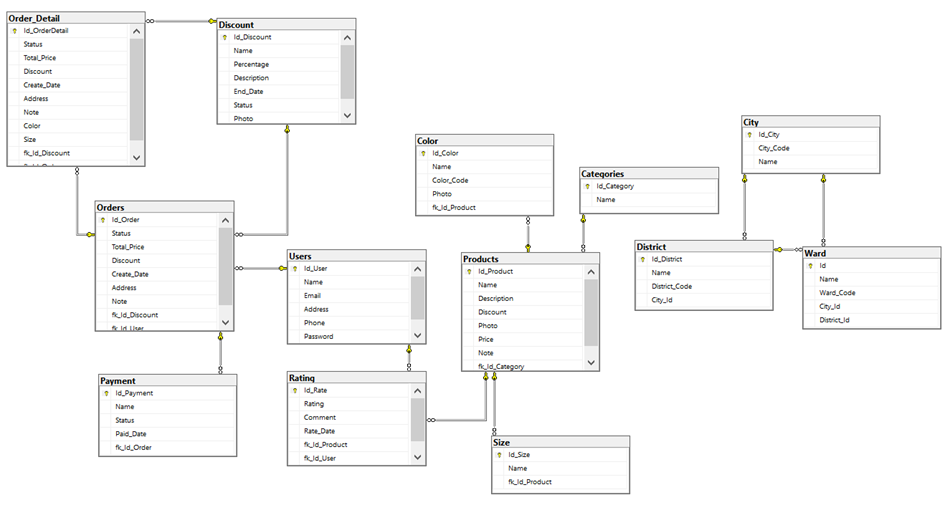 Order_Detail
Id_OrderDetail
Status
Total_Price
Discount
Create_Date
Address
Note
Color
Size
fk_Id_Discount
Discount
Id_Discount
Name
Percentage
Description
End_Date
Status
Photo
Orders
Id_Order
Status
Total_Price
Discount
Create_Date
Address
Note
fk_Id_Discount
fk_Id_User
Users
Id_User
Name
Email
Address
Phone
Password
Payment
Id_Payment
Name
Status
Paid_Date
fk_Id_Order
Rating
Id_Rate
Rating
Comment
Rate_Date
fk_Id_Product
fk_Id_User
Color
Id_Color
Name
Color_Code
Photo
fk_Id_Product
Categories
Id_Category
Name
Products
Id_Product
Name
Description
Discount
Photo
Price
Note
fk_Id_Category
Size
Id_Size
Name
fk_Id_Product
City
Id_City
City_Code
Name
District
Id_District
Name
District_Code
City_Id
Ward
Id
Name
Ward_Code
City_Id
District_Id